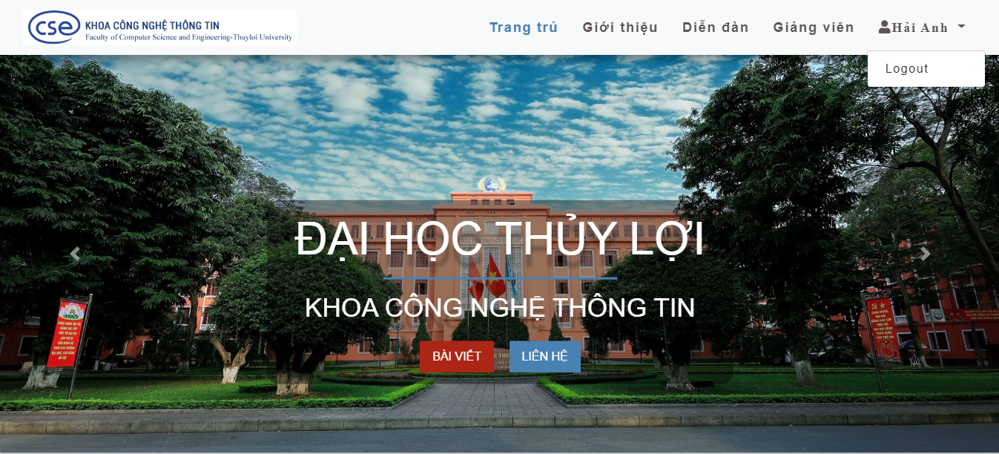 cse KHOA CÔNG NGHỆ THÔNG TIN
Faculty of Computer Science and Engineering-Thuyloi University
Trang trủ Giới thiệu Diễn đàn Giảng viên Hải Anh
Logout
ĐẠI HỌC THỦY LỢI
KHOA CÔNG NGHỆ THÔNG TIN
BÀI VIẾT LIÊN HỆ